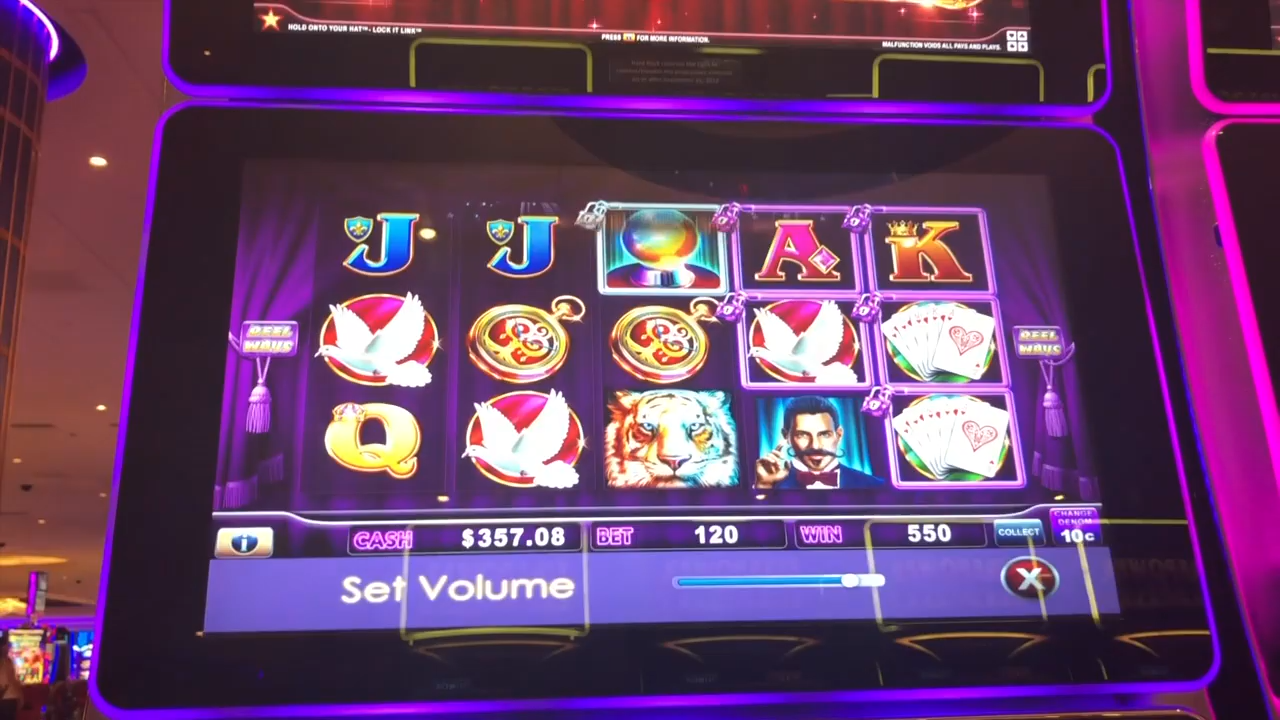 HOLD ONTO YOUR HAT™ - LOCK IT LINK™
PRESS FOR MORE INFORMATION.
MALFUNCTION VOIDS ALL PAYS AND PLAYS.
J J A K
REEL WAYS
REEL WAYS
Q
CASH $357.08 BET 120 WIN 550 COLLECT CHANGE DENOM 10¢
Set Volume X